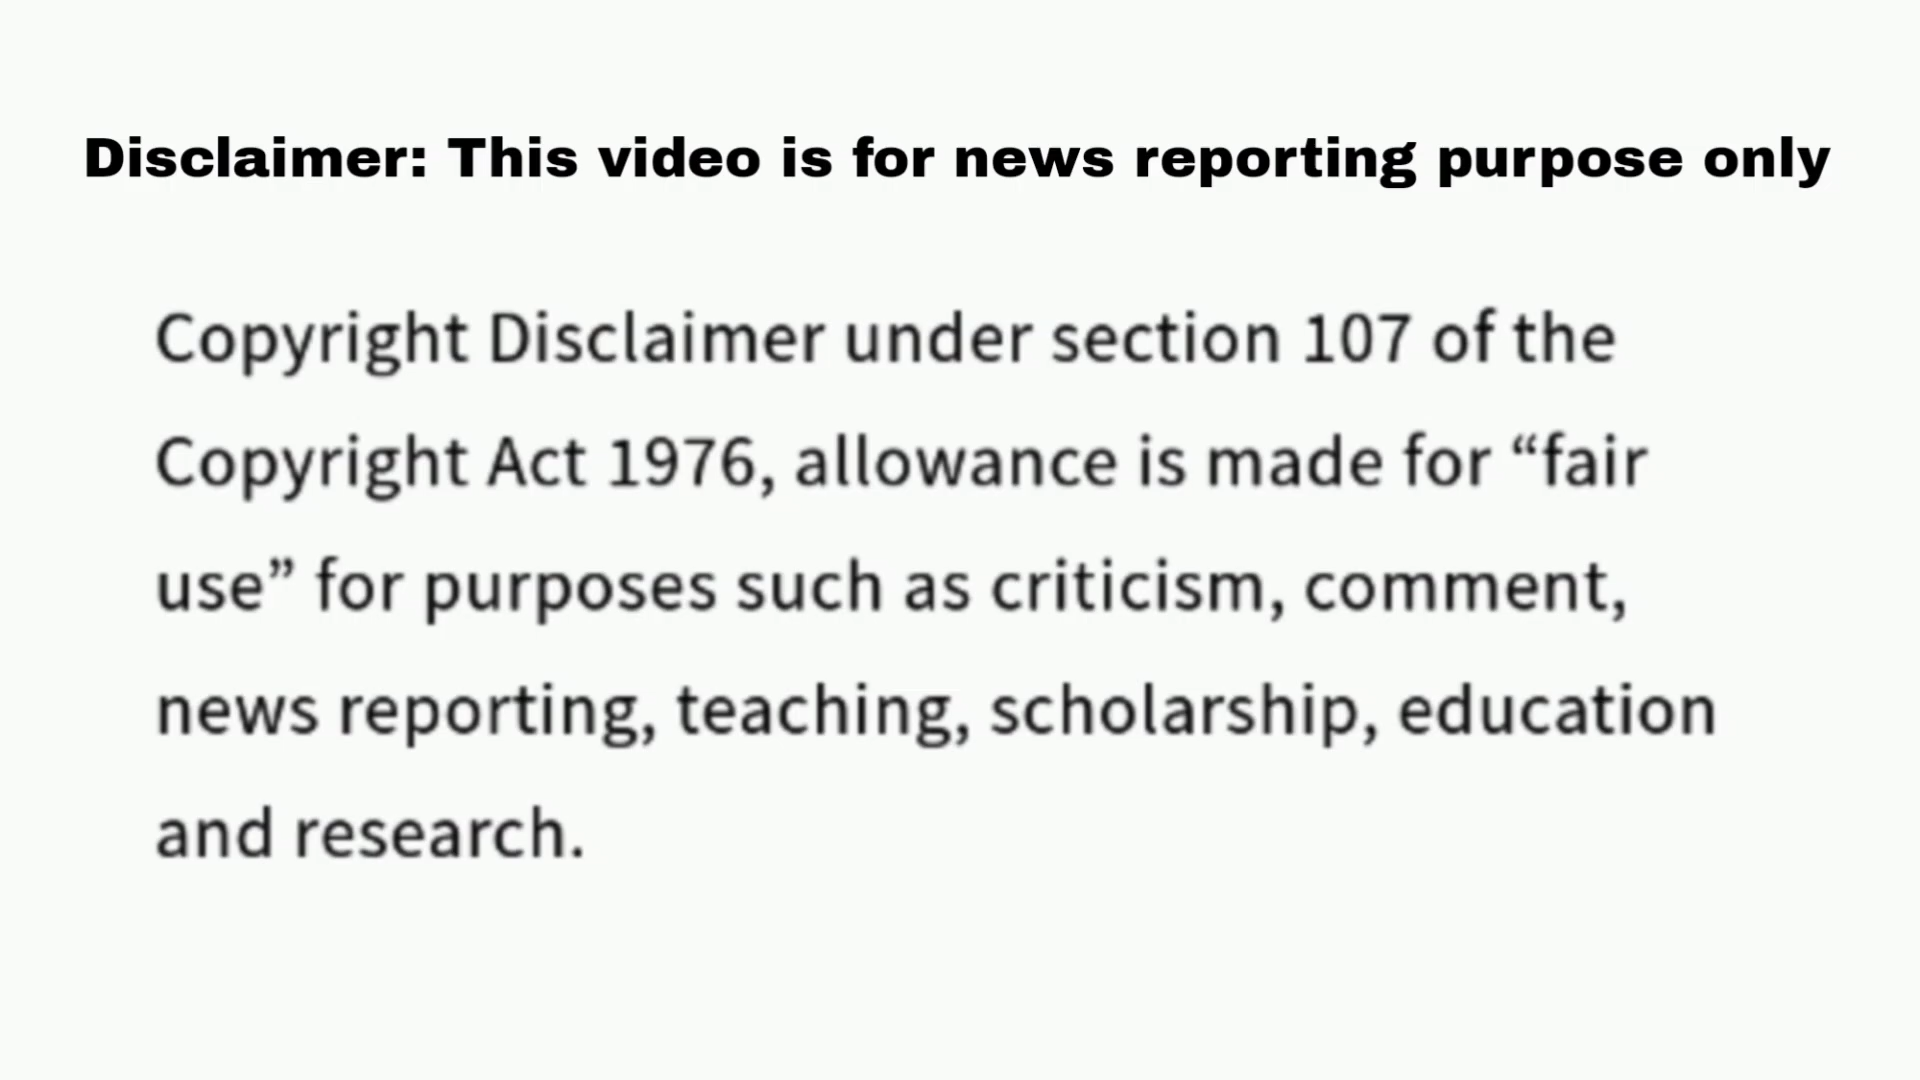 Disclaimer: This video is for news reporting purpose only
Copyright Disclaimer under section 107 of the
Copyright Act 1976, allowance is made for “fair
use” for purposes such as criticism, comment,
news reporting, teaching, scholarship, education
and research.